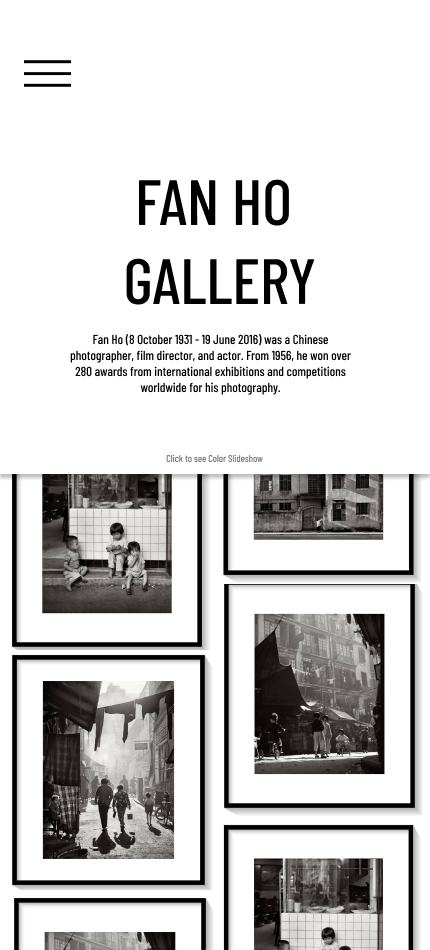 FAN HO
GALLERY
Fan Ho (8 October 1931 - 19 June 2016) was a Chinese
photographer, film director, and actor. From 1956, he won over
280 awards from international exhibitions and competitions
worldwide for his photography.
Click to see Color Slideshow